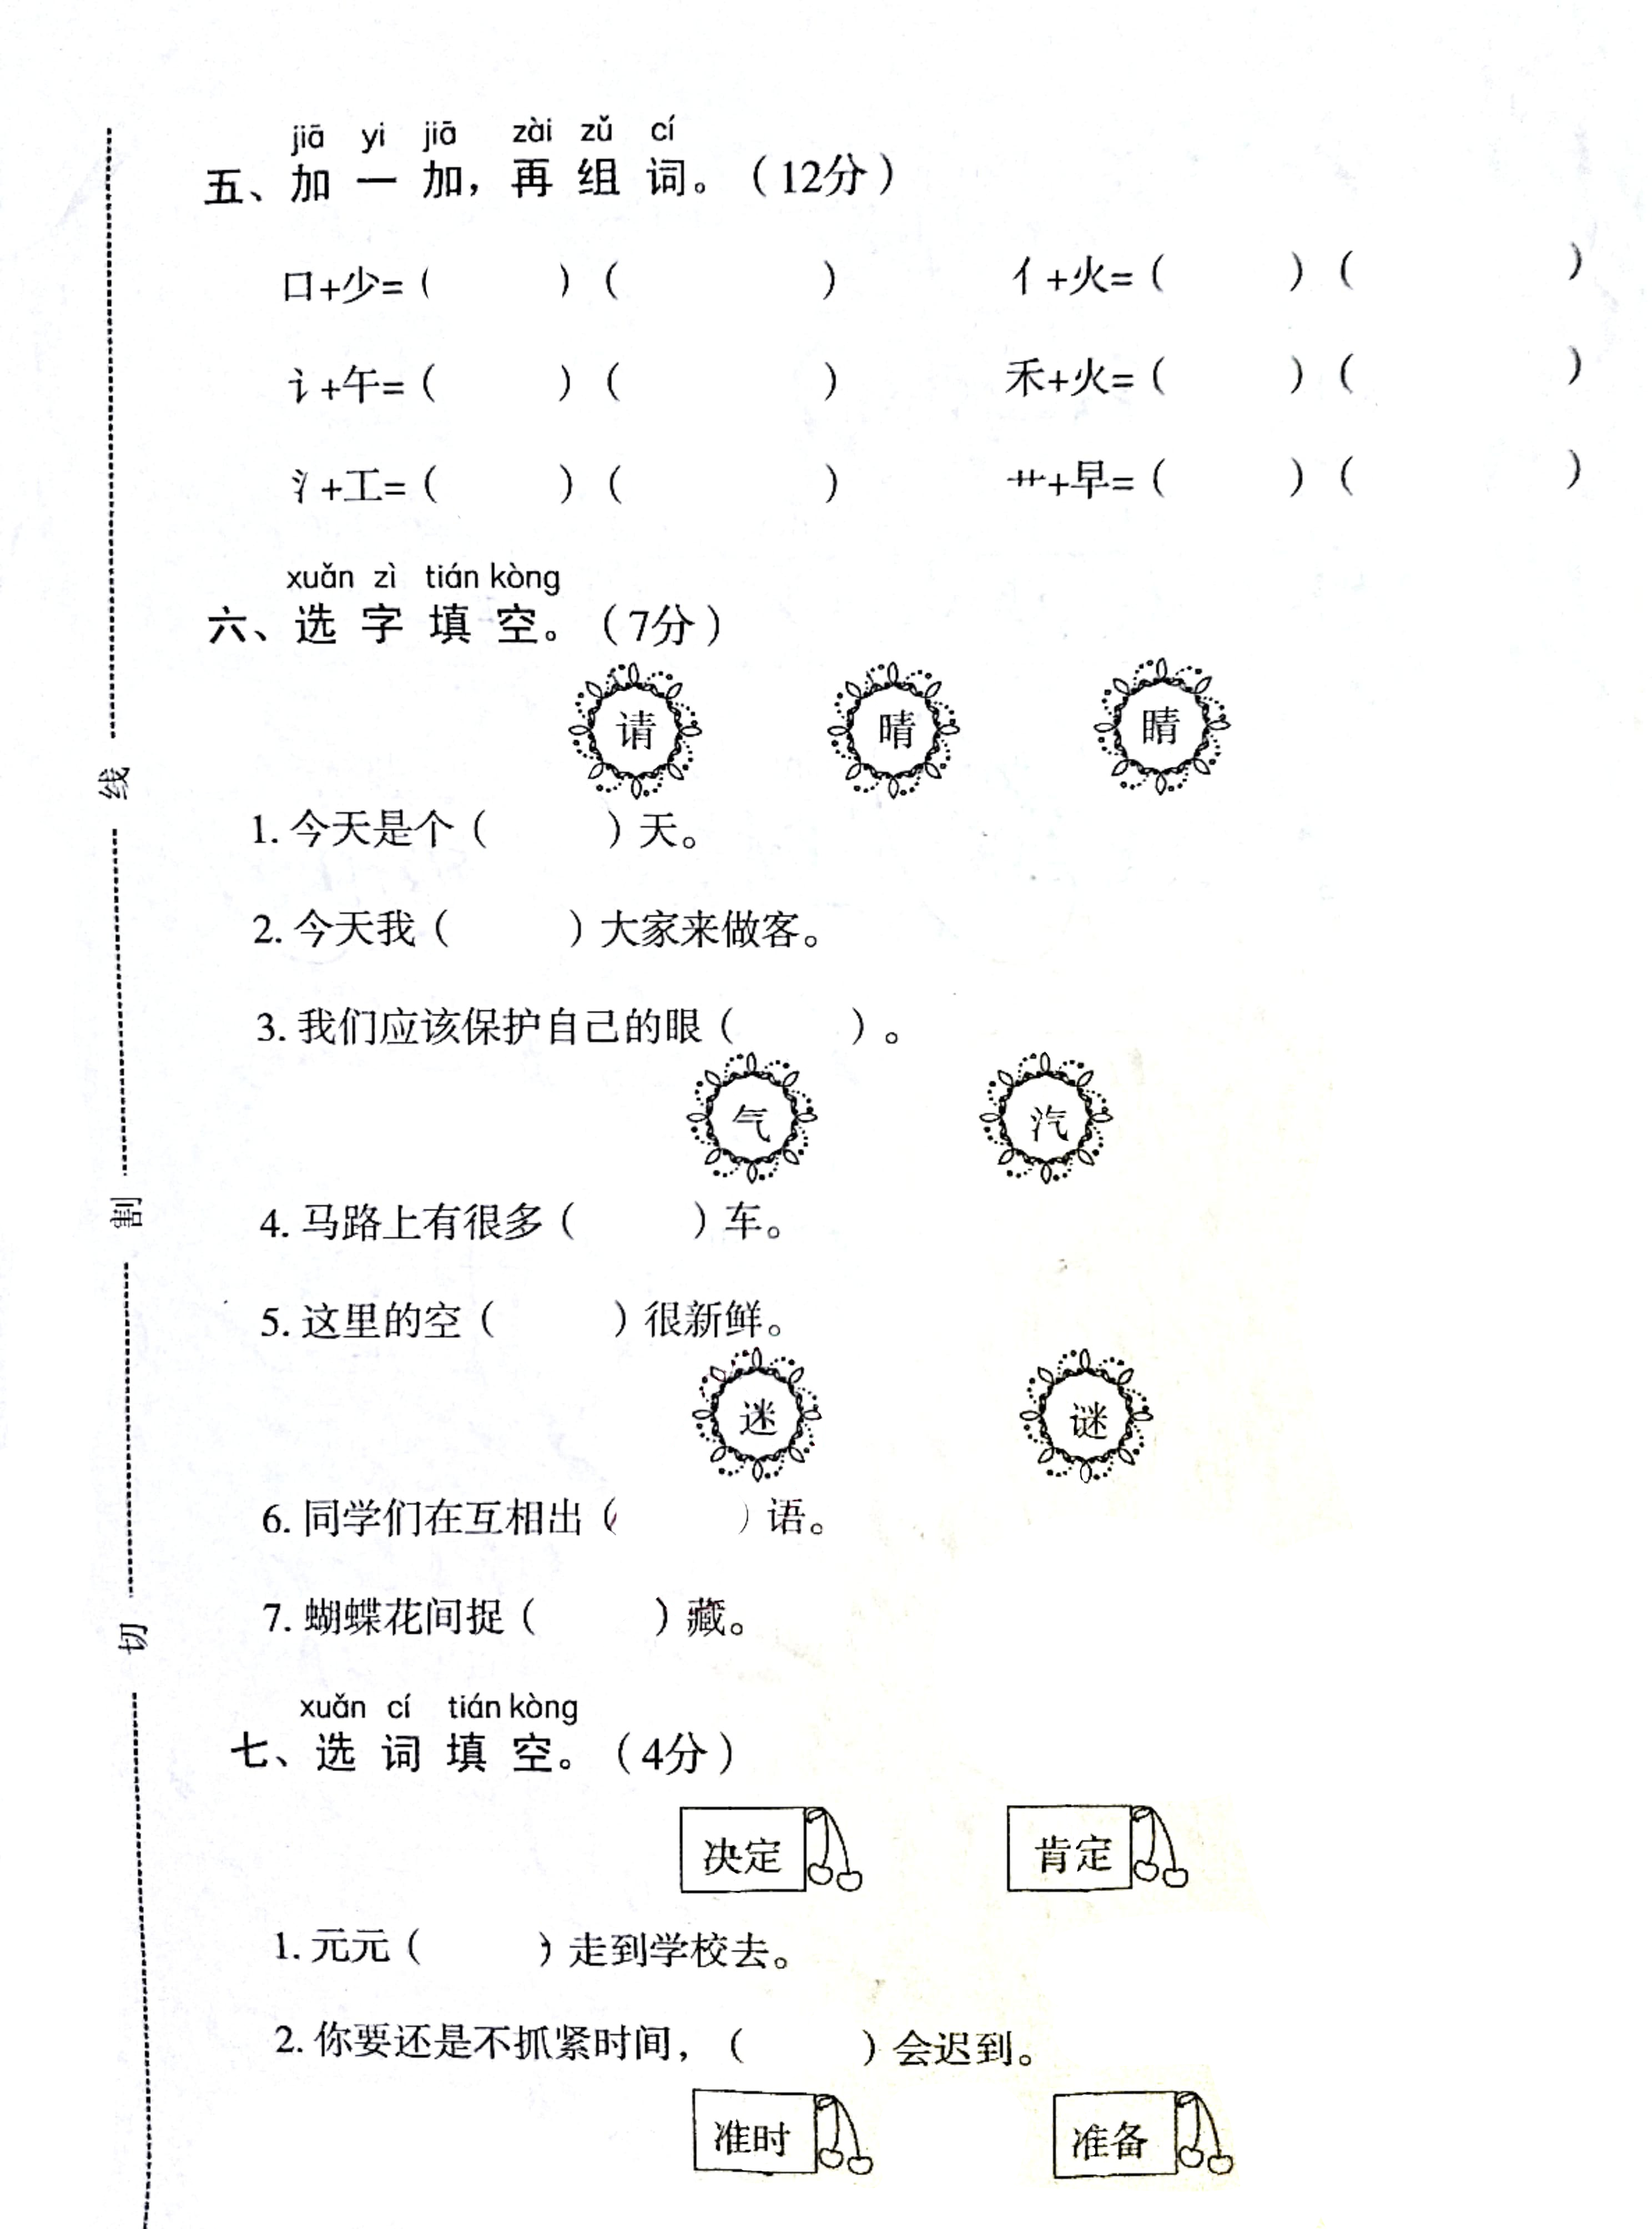 jiā yi jiā zài zǔ cí
五、加一加，再组词。（12分）
口+少=（ ）（ ） 亻+火=（ ）（ ）
讠+午=（ ）（ ） 禾+火=（ ）（ ）
氵+工=（ ）（ ） 艹+早=（ ）（ ）
xuǎn zì tián kòng
六、选字填空。（7分）
请 晴 睛
1. 今天是个（ ）天。
2. 今天我（ ）大家来做客。
3. 我们应该保护自己的眼（ ）。
气 汽
4. 马路上有很多（ ）车。
5. 这里的空（ ）很新鲜。
迷 谜
6. 同学们在互相出（ ）语。
7. 蝴蝶花间捉（ ）藏。
xuǎn cí tián kòng
七、选词填空。（4分）
决定 肯定
1. 元元（ ）走到学校去。
2. 你要还是不抓紧时间，（ ）会迟到。
准时 准备
线
割
切